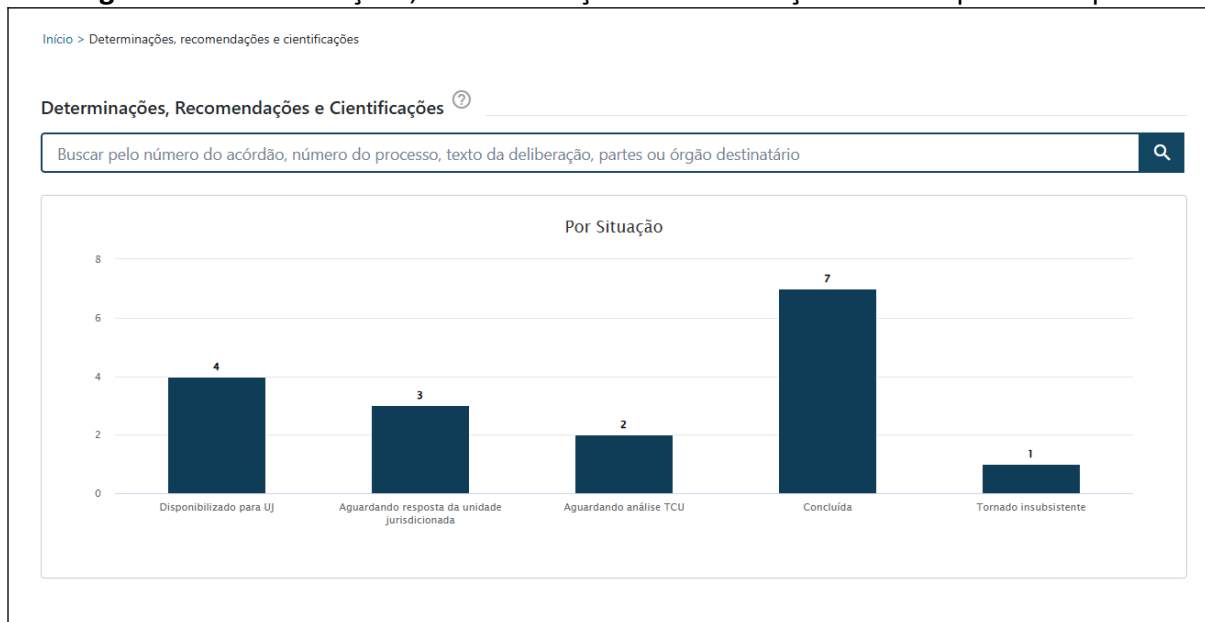 Início > Determinações, recomendações e cientificações
Determinações, Recomendações e Cientificações ?
Buscar pelo número do acórdão, número do processo, texto da deliberação, partes ou órgão destinatário
Por Situação
8
6
4
2
0
4
3
2
7
1
Disponibilizado para UJ
Aguardando resposta da unidade
jurisdicionada
Aguardando análise TCU
Concluída
Tornado insubsistente